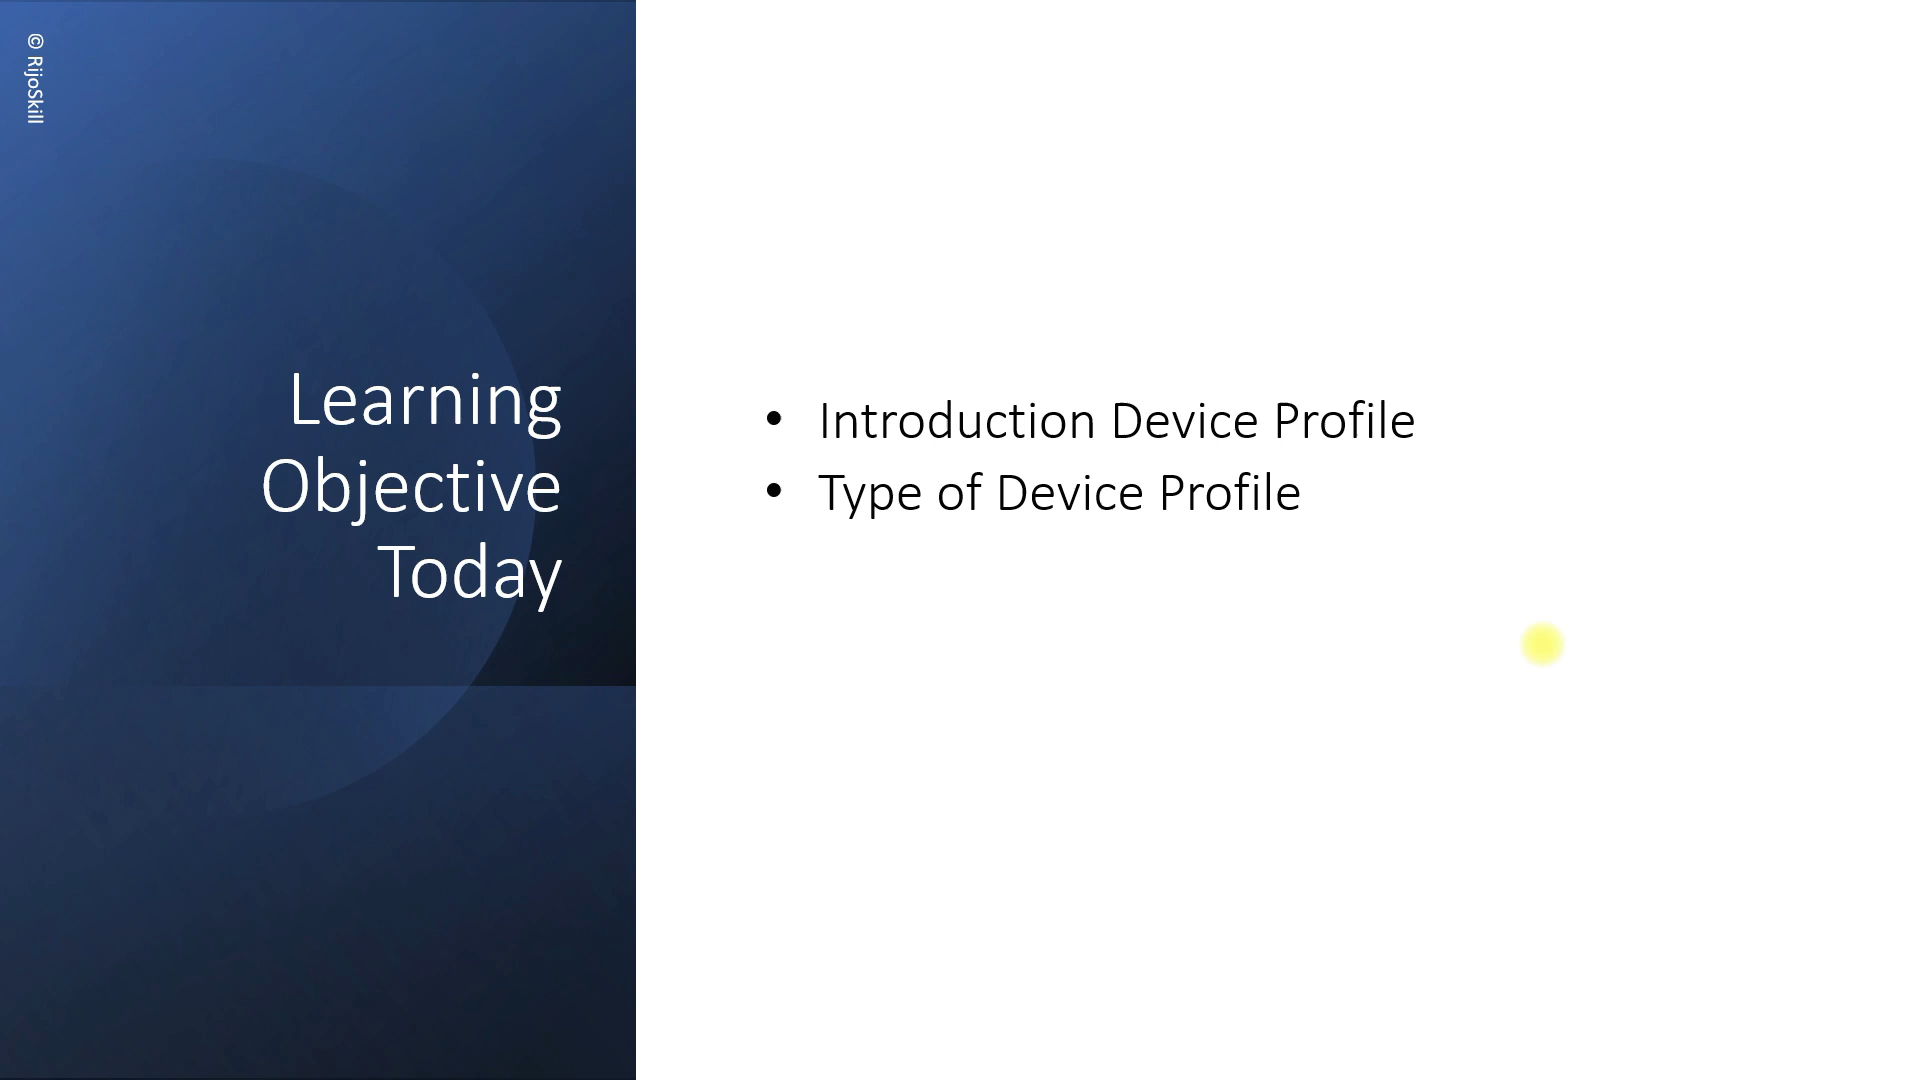 © RijoSkill
Learning
Objective
Today
• Introduction Device Profile
• Type of Device Profile